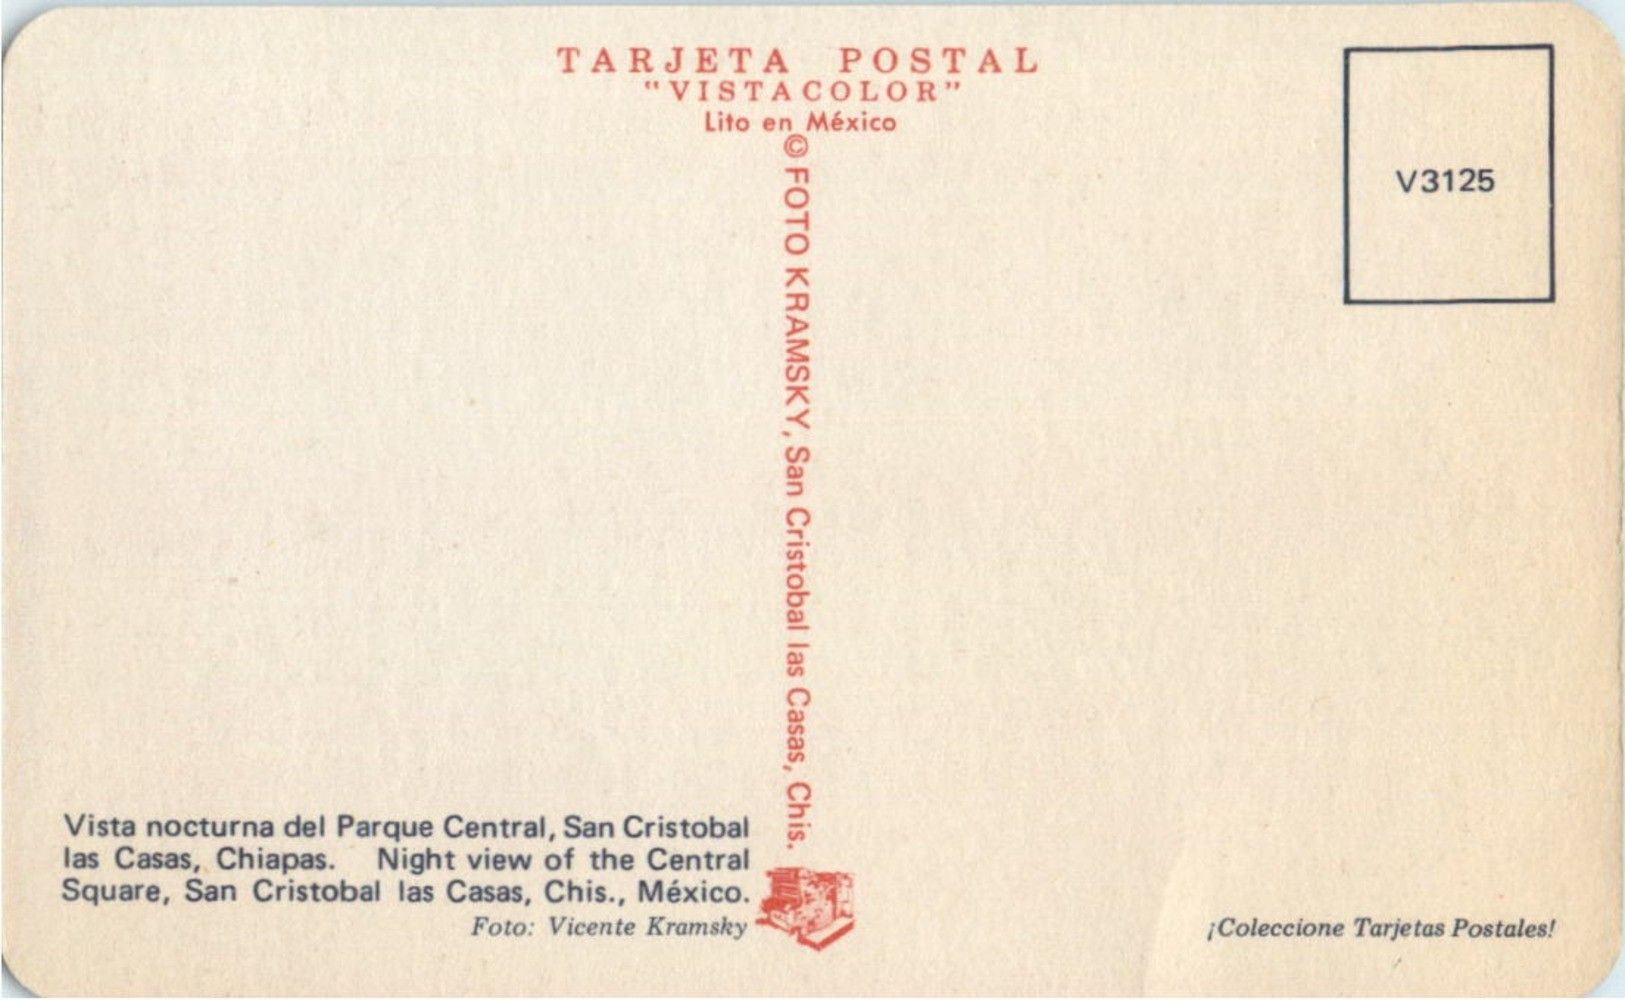 TARJETA POSTAL
"VISTACOLOR"
Lito en México
© FOTO KRAMSKY, San Cristobal las Casas, Chis.
V3125
Vista nocturna del Parque Central, San Cristobal
las Casas, Chiapas. Night view of the Central
Square, San Cristobal las Casas, Chis., México.
Foto: Vicente Kramsky
¡Coleccione Tarjetas Postales!